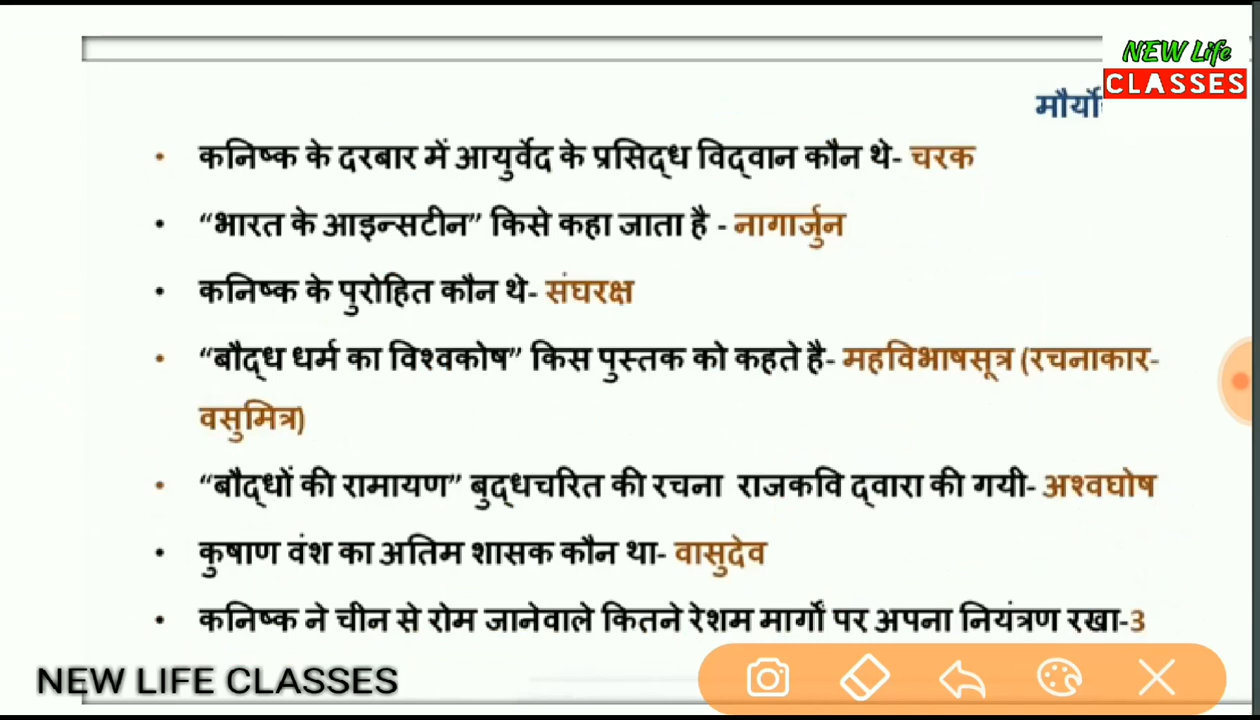 NEW Life
CLASSES
कनिष्क के दरबार में आयुर्वेद के प्रसिद्ध विद्वान कौन थे- चरक
“भारत के आइन्सटीन” किसे कहा जाता है - नागार्जुन
कनिष्क के पुरोहित कौन थे- संघरक्ष
“बौद्ध धर्म का विश्वकोष” किस पुस्तक को कहते है- महविभाषसूत्र (रचनाकार-
वसुमित्र)
“बौद्धों की रामायण” बुद्धचरित की रचना राजकवि द्वारा की गयी- अश्वघोष
कुषाण वंश का अतिम शासक कौन था- वासुदेव
कनिष्क ने चीन से रोम जानेवाले कितने रेशम मार्गों पर अपना नियंत्रण रखा-3
NEW LIFE CLASSES